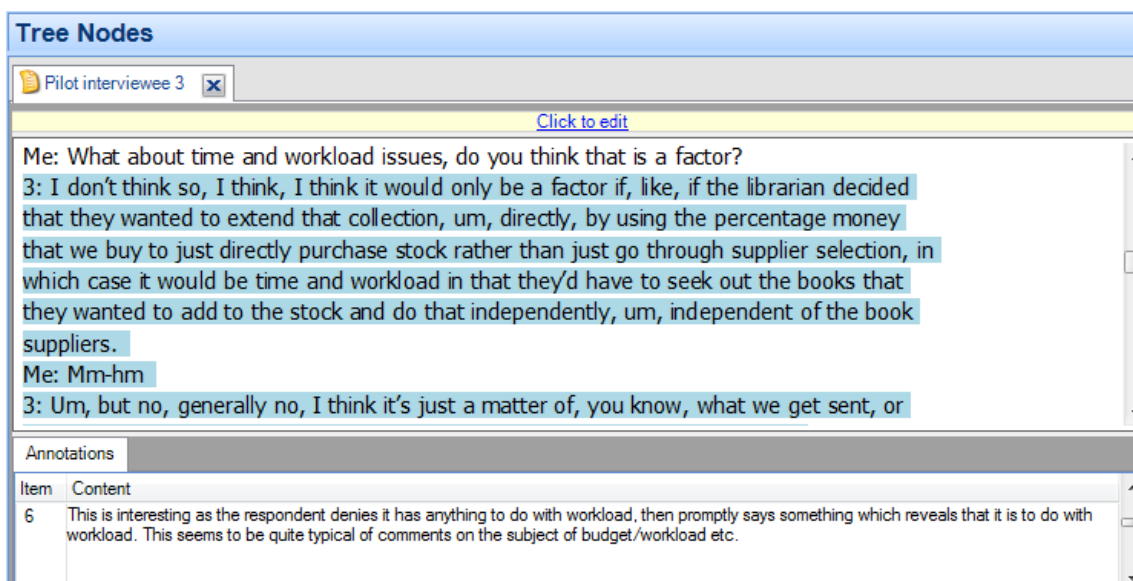 Tree Nodes
Pilot interviewee 3
Click to edit
Me: What about time and workload issues, do you think that is a factor?
3: I don't think so, I think, I think it would only be a factor if, like, if the librarian decided
that they wanted to extend that collection, um, directly, by using the percentage money
that we buy to just directly purchase stock rather than just go through supplier selection, in
which case it would be time and workload in that they'd have to seek out the books that
they wanted to add to the stock and do that independently, um, independent of the book
suppliers.
Me: Mm-hm
3: Um, but no, generally no, I think it's just a matter of, you know, what we get sent, or
Annotations
Item Content
6 This is interesting as the respondent denies it has anything to do with workload, then promptly says something which reveals that it is to do with
workload. This seems to be quite typical of comments on the subject of budget/workload etc.